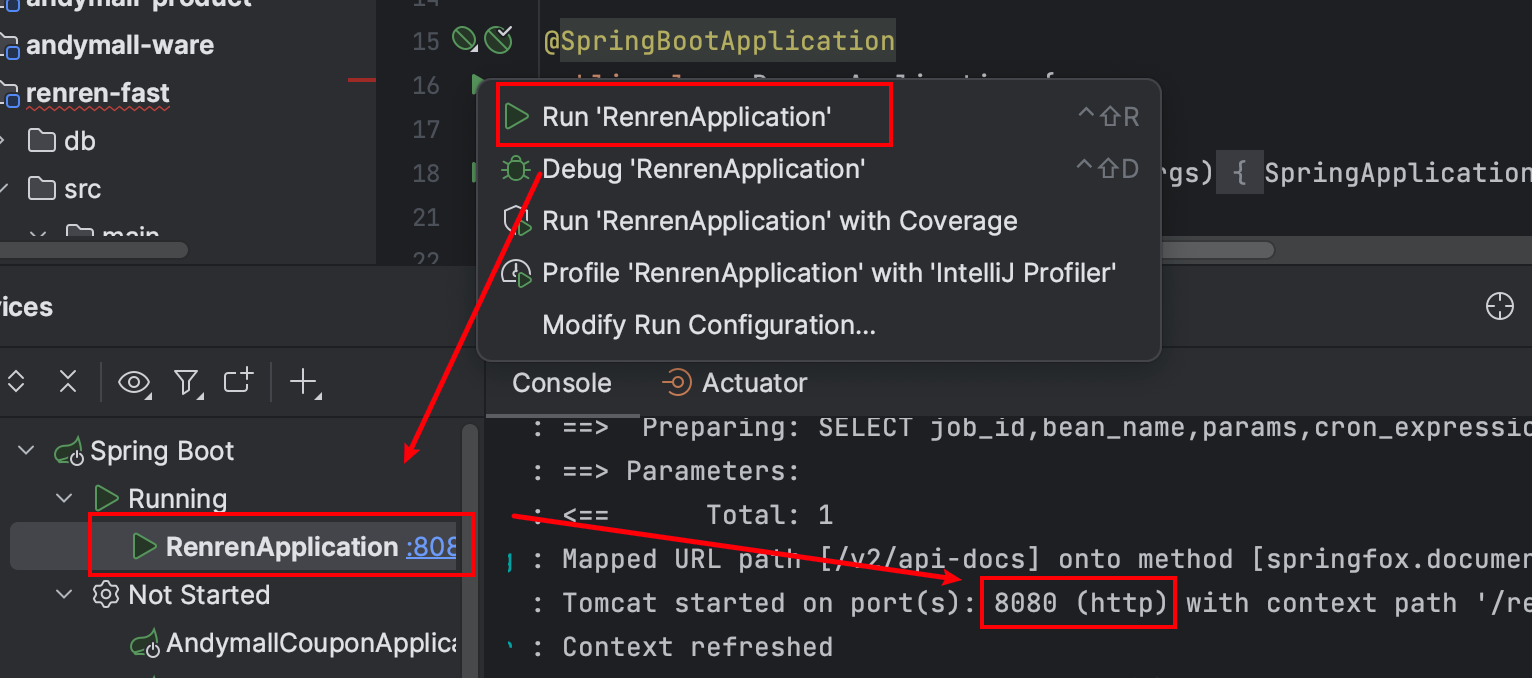 andymall-product
14
andymall-ware
15
@SpringBootApplication
renren-fast
16
Run 'RenrenApplication'
⌃⇧R
db
17
Debug 'RenrenApplication'
⌃⇧D
src
18
rgs) { SpringApplication
21
Run 'RenrenApplication' with Coverage
main
22
Profile 'RenrenApplication' with 'IntelliJ Profiler'
ices
Modify Run Configuration...
Console
Actuator
: ==>  Preparing: SELECT job_id,bean_name,params,cron_expressio
Spring Boot
: ==> Parameters:
Running
: <==      Total: 1
RenrenApplication :808
: Mapped URL path [/v2/api-docs] onto method [springfox.documen
Not Started
: Tomcat started on port(s): 8080 (http) with context path '/re
AndymallCouponApplica
: Context refreshed